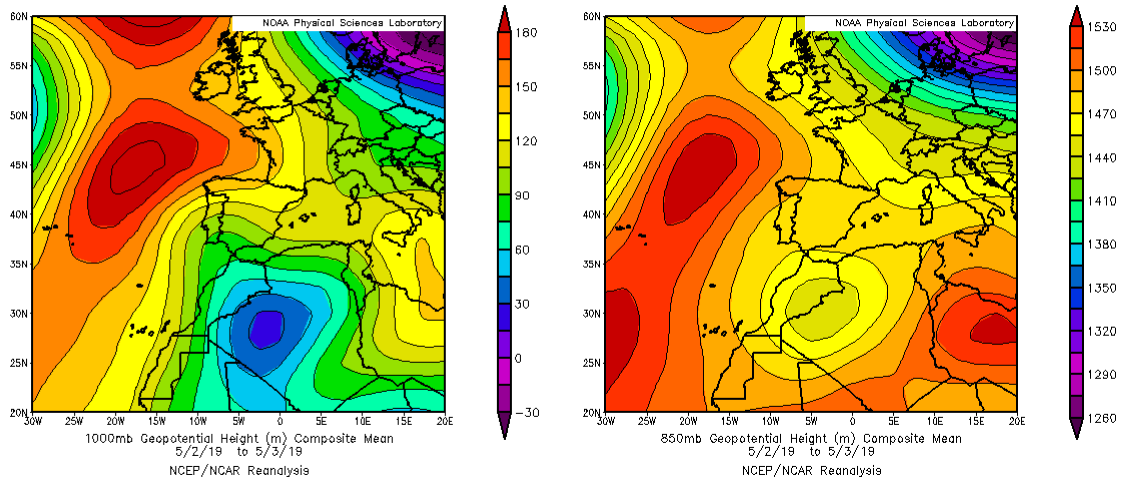 NOAA Physical Sciences Laboratory
60N
55N
50N
45N
40N
35N
30N
25N
20N
30W 25W 20W 15W 10W 5W 0 5E 10E 15E 20E
180
150
120
90
60
30
0
−30
1000mb Geopotential Height (m) Composite Mean
5/2/19 to 5/3/19
NCEP/NCAR Reanalysis
NOAA Physical Sciences Laboratory
60N
55N
50N
45N
40N
35N
30N
25N
20N
30W 25W 20W 15W 10W 5W 0 5E 10E 15E 20E
1530
1500
1470
1440
1410
1380
1350
1320
1290
1260
850mb Geopotential Height (m) Composite Mean
5/2/19 to 5/3/19
NCEP/NCAR Reanalysis